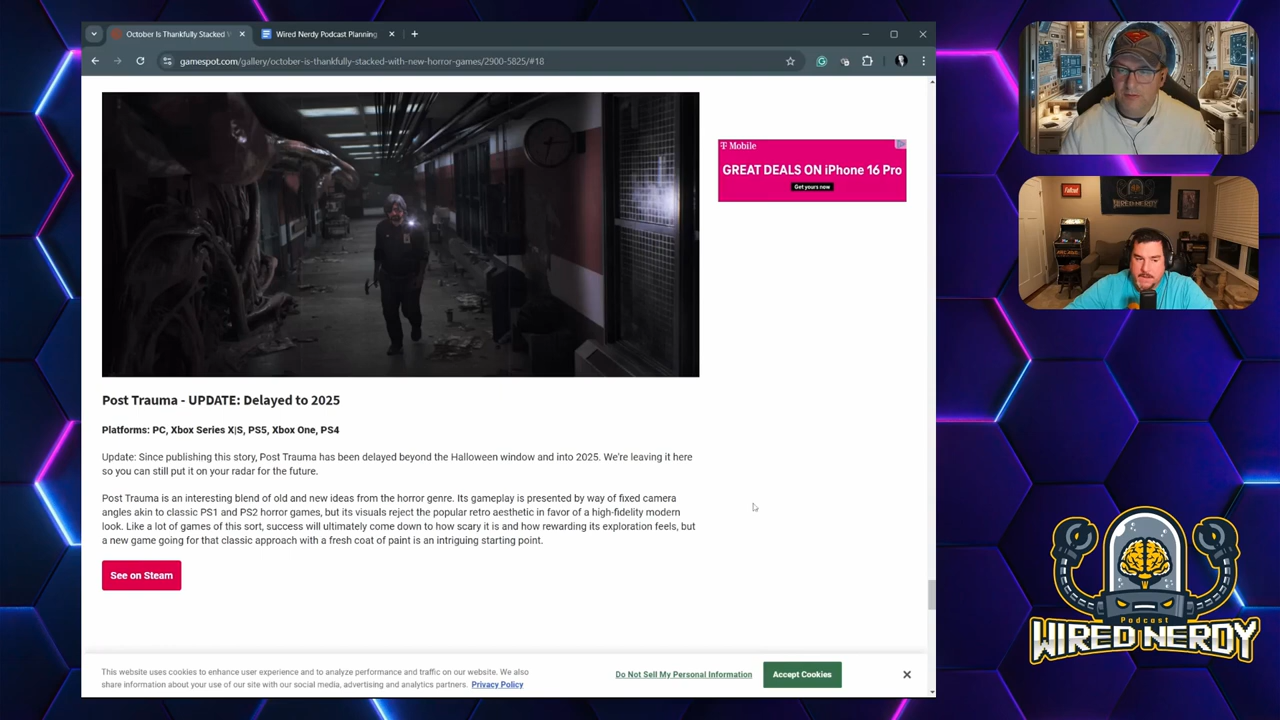 October Is Thankfully Stacked W
Wired Nerdy Podcast Planning
gamespot.com/gallery/october-is-thankfully-stacked-with-new-horror-games/2900-5825/#18
T Mobile
GREAT DEALS ON iPhone 16 Pro
Get yours now
Fallout
WIRED NERDY
Post Trauma - UPDATE: Delayed to 2025
Platforms: PC, Xbox Series X|S, PS5, Xbox One, PS4
Update: Since publishing this story, Post Trauma has been delayed beyond the Halloween window and into 2025. We're leaving it here
so you can still put it on your radar for the future.
Post Trauma is an interesting blend of old and new ideas from the horror genre. Its gameplay is presented by way of fixed camera
angles akin to classic PS1 and PS2 horror games, but its visuals reject the popular retro aesthetic in favor of a high-fidelity modern
look. Like a lot of games of this sort, success will ultimately come down to how scary it is and how rewarding its exploration feels, but
a new game going for that classic approach with a fresh coat of paint is an intriguing starting point.
See on Steam
This website uses cookies to enhance user experience and to analyze performance and traffic on our website. We also
share information about your use of our site with our social media, advertising and analytics partners. Privacy Policy
Do Not Sell My Personal Information
Accept Cookies
Podcast
WIRED NERDY